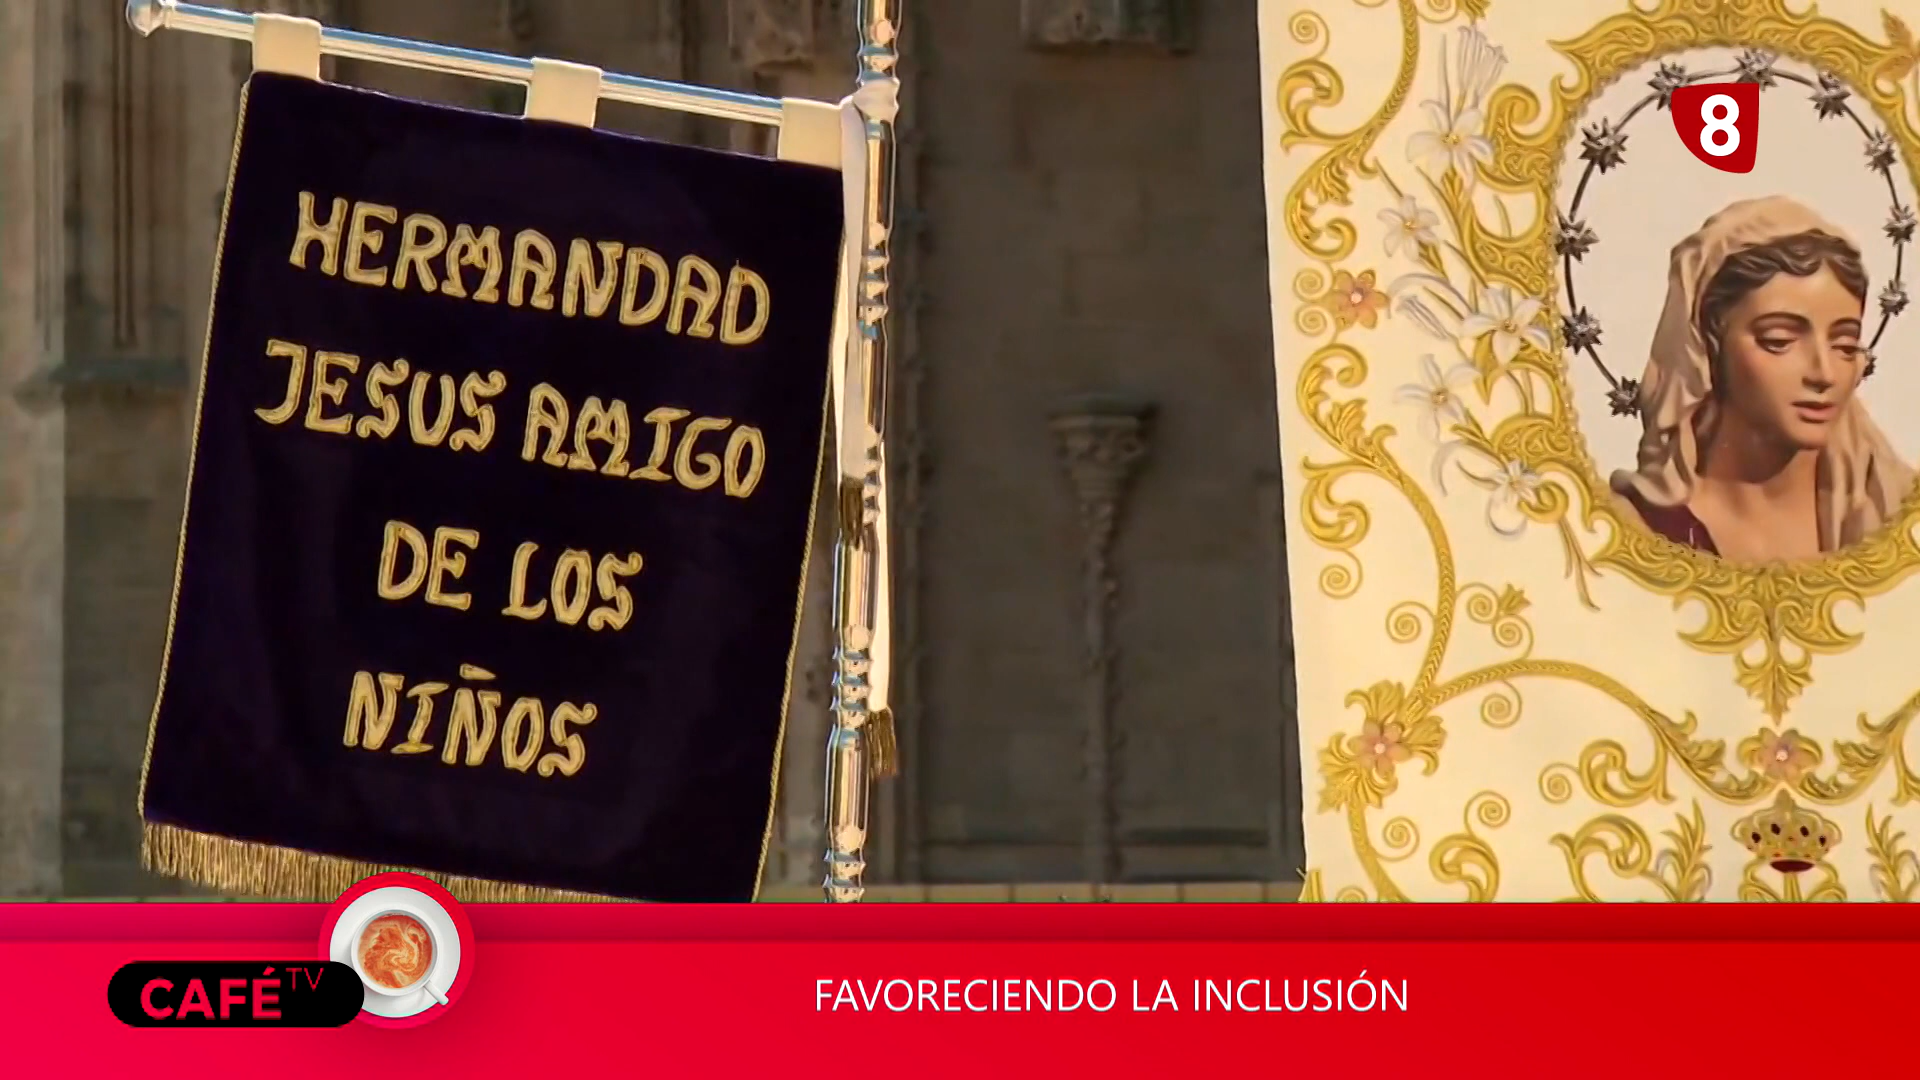 8
HERMANDAD
JESUS AMIGO
DE LOS
NIÑOS
CAFÉ TV
FAVORECIENDO LA INCLUSIÓN